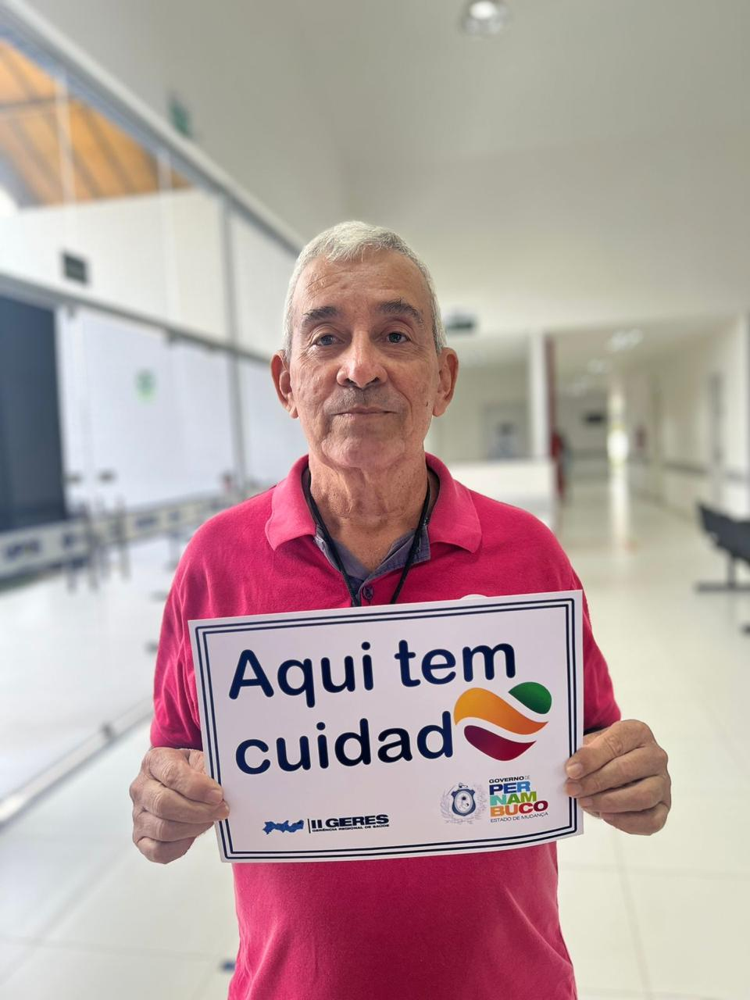 Aqui tem
cuidad
II GERES
GERÊNCIA REGIONAL DE SAÚDE
GOVERNO DE
PER
NAM
BUCO
ESTADO DE MUDANÇA